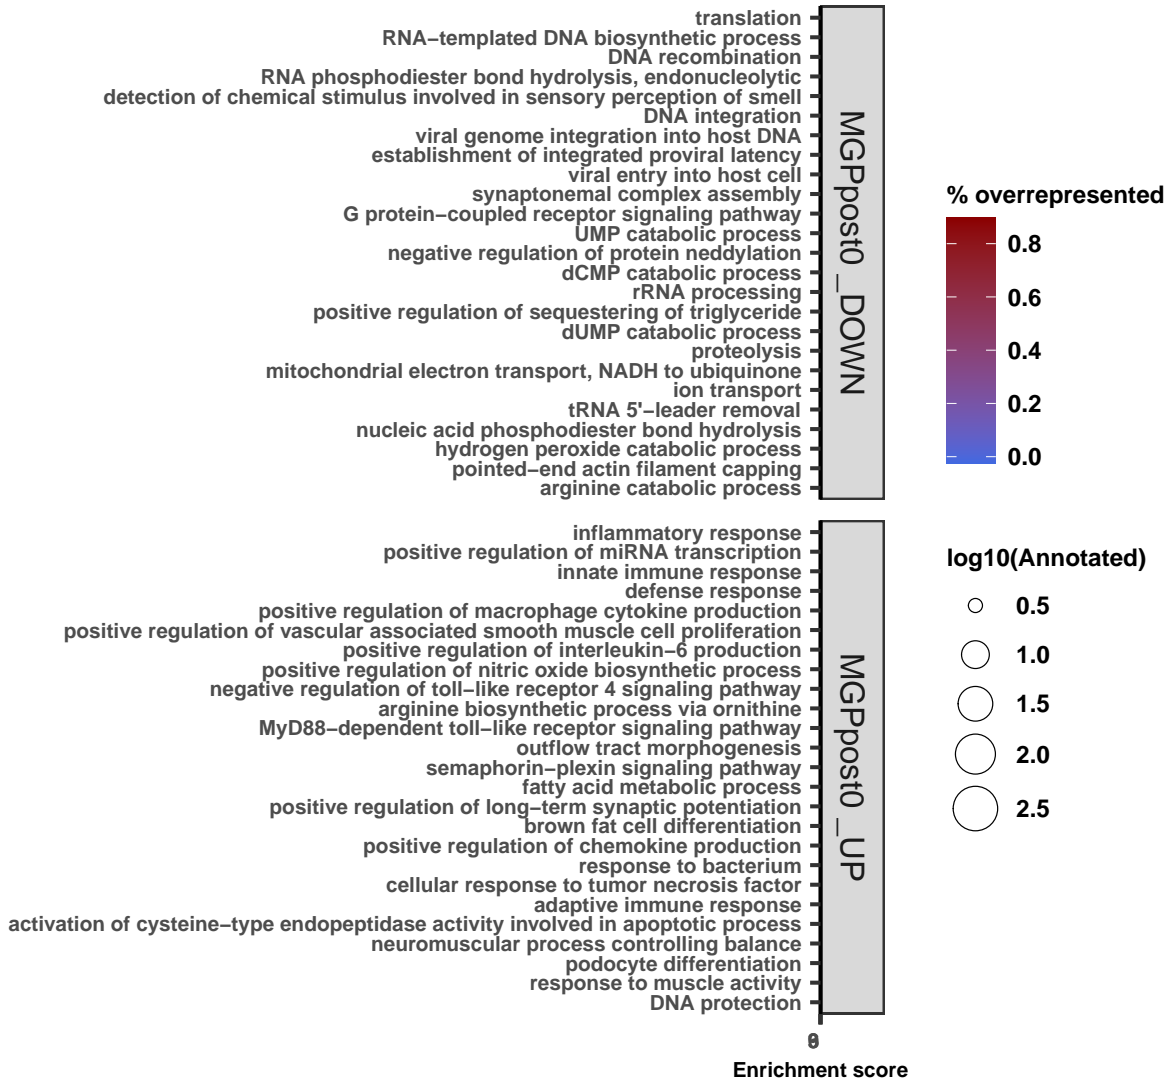 translation
RNA−templated DNA biosynthetic process
DNA recombination
RNA phosphodiester bond hydrolysis, endonucleolytic
detection of chemical stimulus involved in sensory perception of smell
DNA integration
viral genome integration into host DNA
establishment of integrated proviral latency
viral entry into host cell
synaptonemal complex assembly
G protein−coupled receptor signaling pathway
UMP catabolic process
negative regulation of protein neddylation
dCMP catabolic process
rRNA processing
positive regulation of sequestering of triglyceride
dUMP catabolic process
proteolysis
mitochondrial electron transport, NADH to ubiquinone
ion transport
tRNA 5'−leader removal
nucleic acid phosphodiester bond hydrolysis
hydrogen peroxide catabolic process
pointed−end actin filament capping
arginine catabolic process
MGPpost0 _DOWN
inflammatory response
positive regulation of miRNA transcription
innate immune response
defense response
positive regulation of macrophage cytokine production
positive regulation of vascular associated smooth muscle cell proliferation
positive regulation of interleukin−6 production
positive regulation of nitric oxide biosynthetic process
negative regulation of toll−like receptor 4 signaling pathway
arginine biosynthetic process via ornithine
MyD88−dependent toll−like receptor signaling pathway
outflow tract morphogenesis
semaphorin−plexin signaling pathway
fatty acid metabolic process
positive regulation of long−term synaptic potentiation
brown fat cell differentiation
positive regulation of chemokine production
response to bacterium
cellular response to tumor necrosis factor
adaptive immune response
activation of cysteine−type endopeptidase activity involved in apoptotic process
neuromuscular process controlling balance
podocyte differentiation
response to muscle activity
DNA protection
MGPpost0 _UP
Enrichment score
% overrepresented
0.8
0.6
0.4
0.2
0.0
log10(Annotated)
0.5
1.0
1.5
2.0
2.5